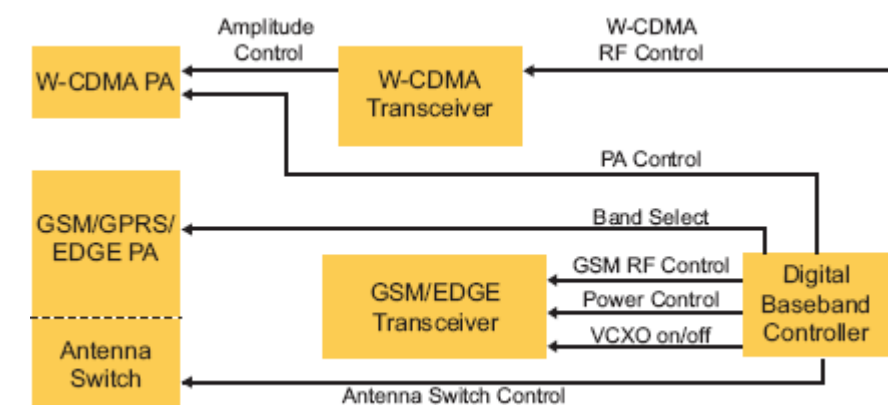 Amplitude
Control
W-CDMA
RF Control
W-CDMA PA
W-CDMA
Transceiver
PA Control
GSM/GPRS/
EDGE PA
Band Select
GSM RF Control
Power Control
VCXO on/off
GSM/EDGE
Transceiver
Digital
Baseband
Controller
Antenna
Switch
Antenna Switch Control